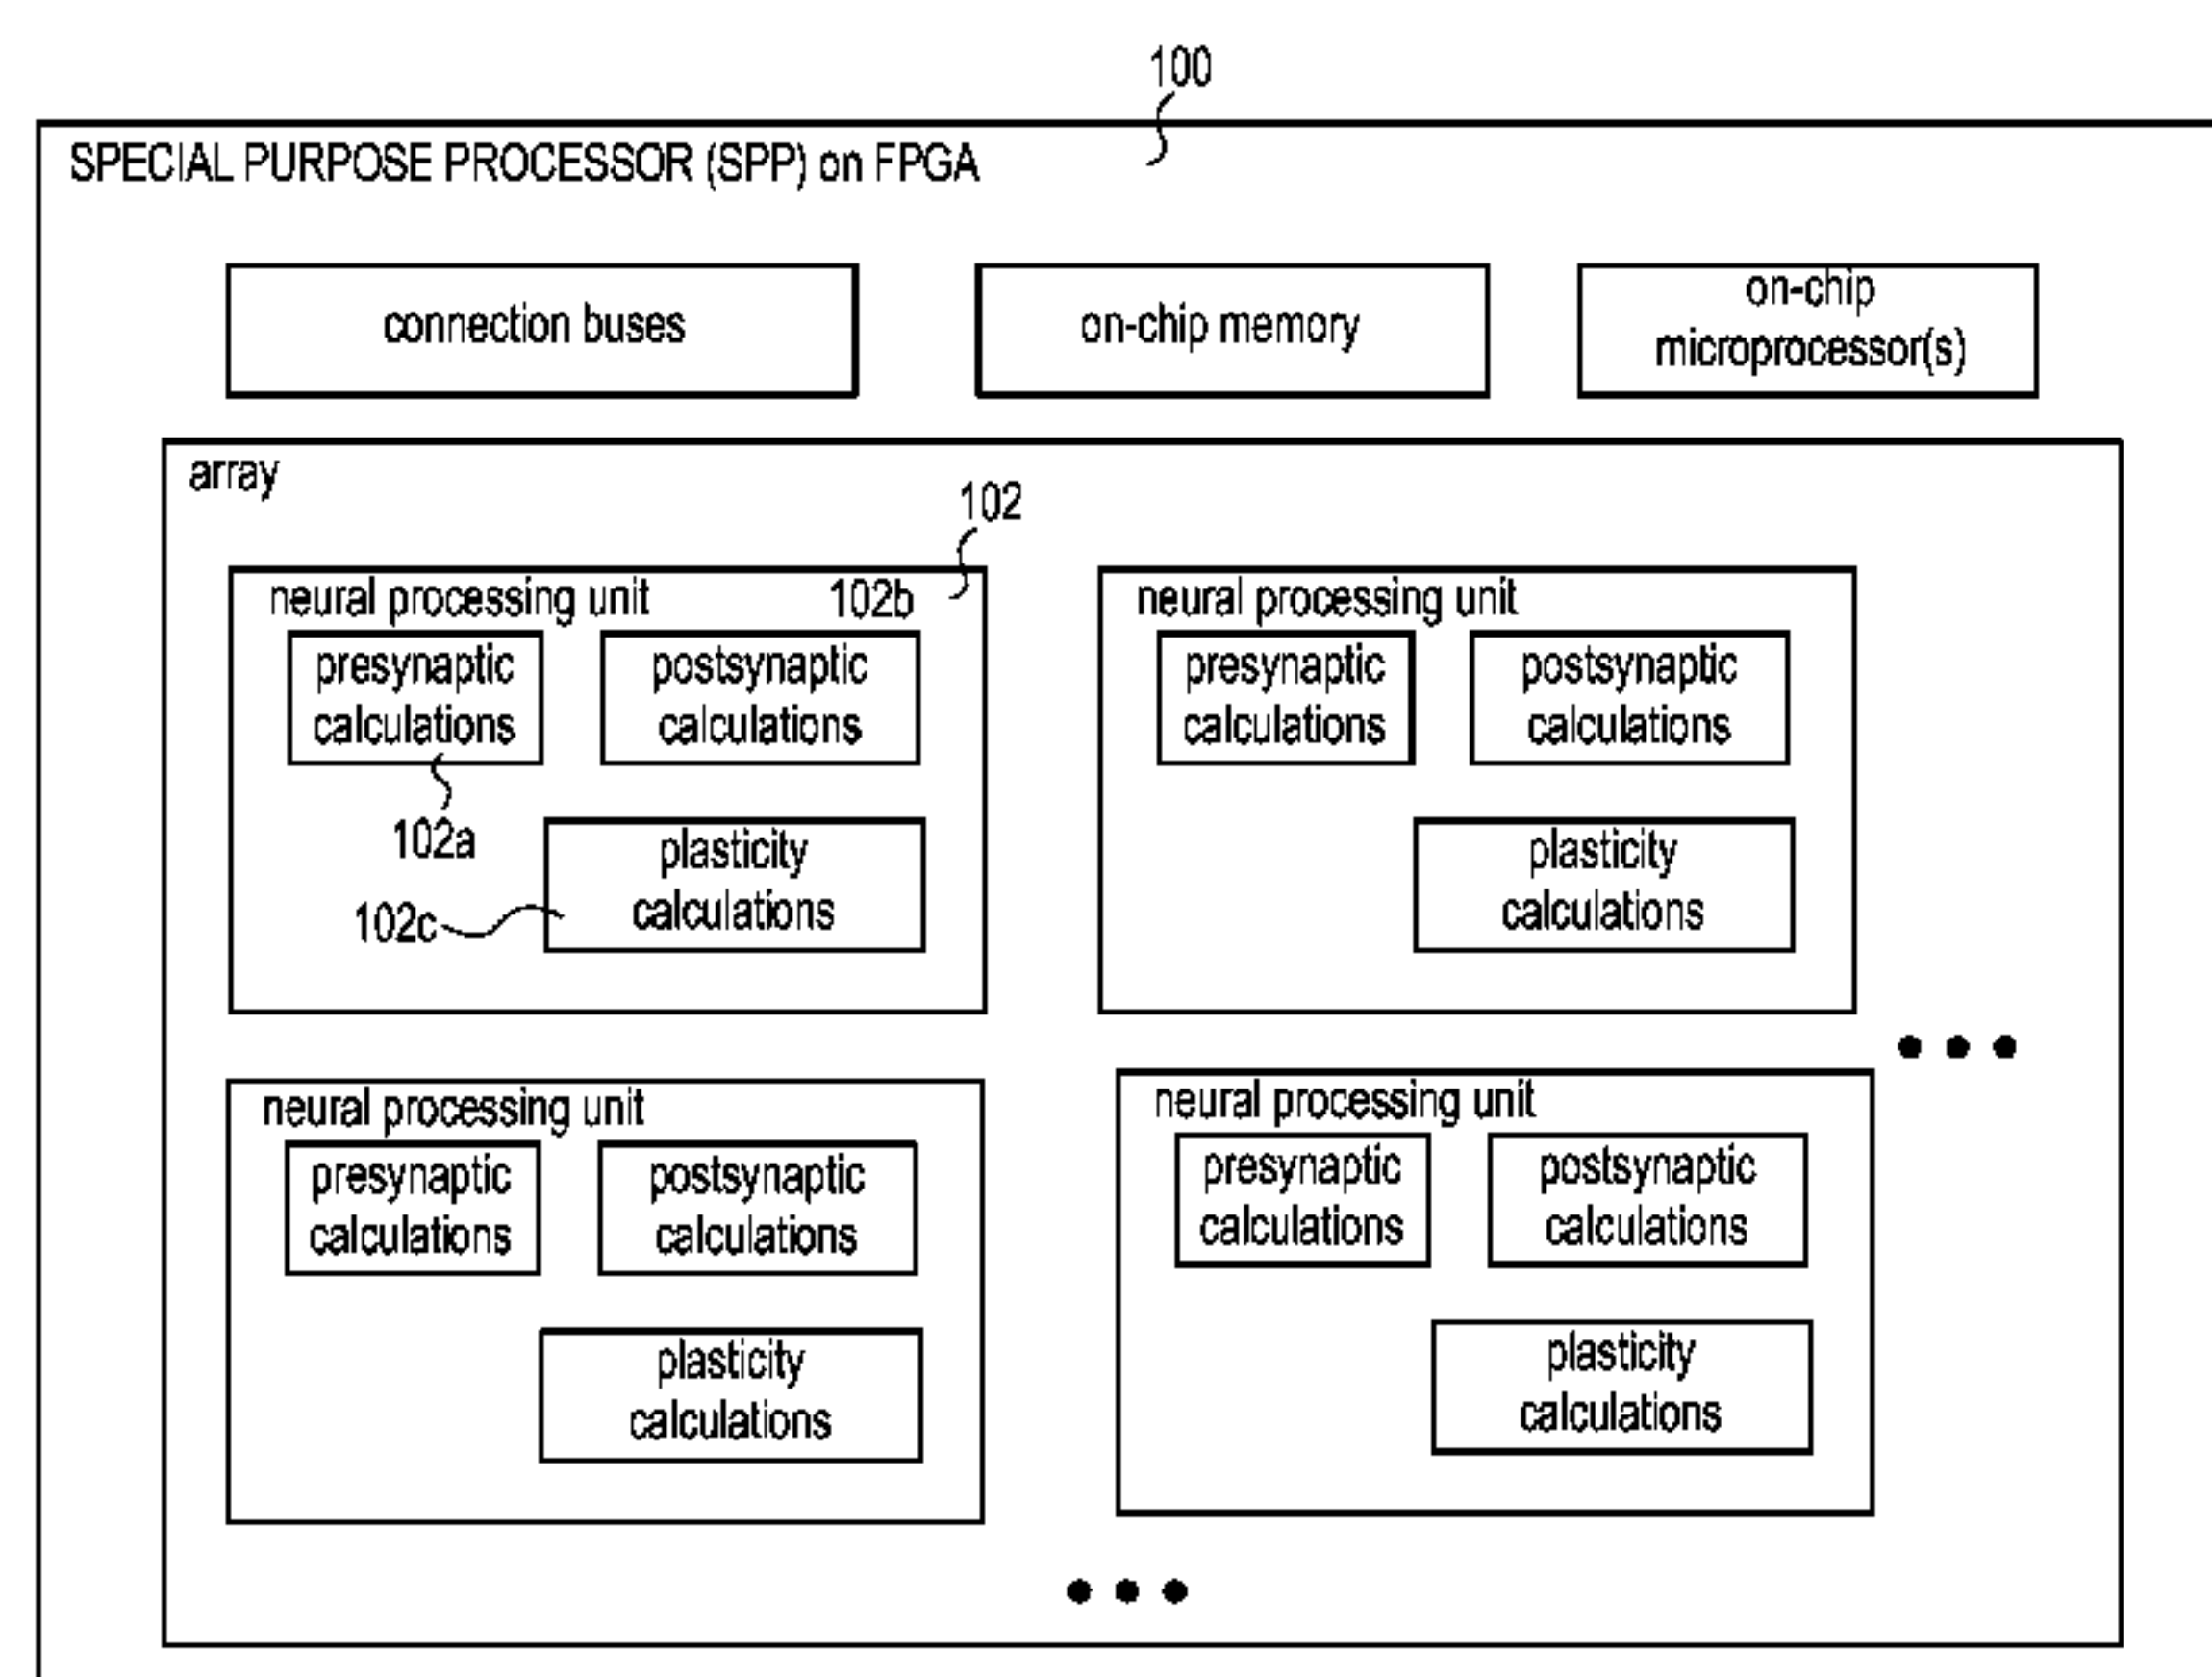 100
SPECIAL PURPOSE PROCESSOR (SPP) on FPGA
connection buses
on-chip memory
on-chip
microprocessor(s)
array
102
neural processing unit
102b
presynaptic
calculations
postsynaptic
calculations
102a
plasticity
calculations
102c
neural processing unit
presynaptic
calculations
postsynaptic
calculations
plasticity
calculations
neural processing unit
presynaptic
calculations
postsynaptic
calculations
plasticity
calculations
neural processing unit
presynaptic
calculations
postsynaptic
calculations
plasticity
calculations